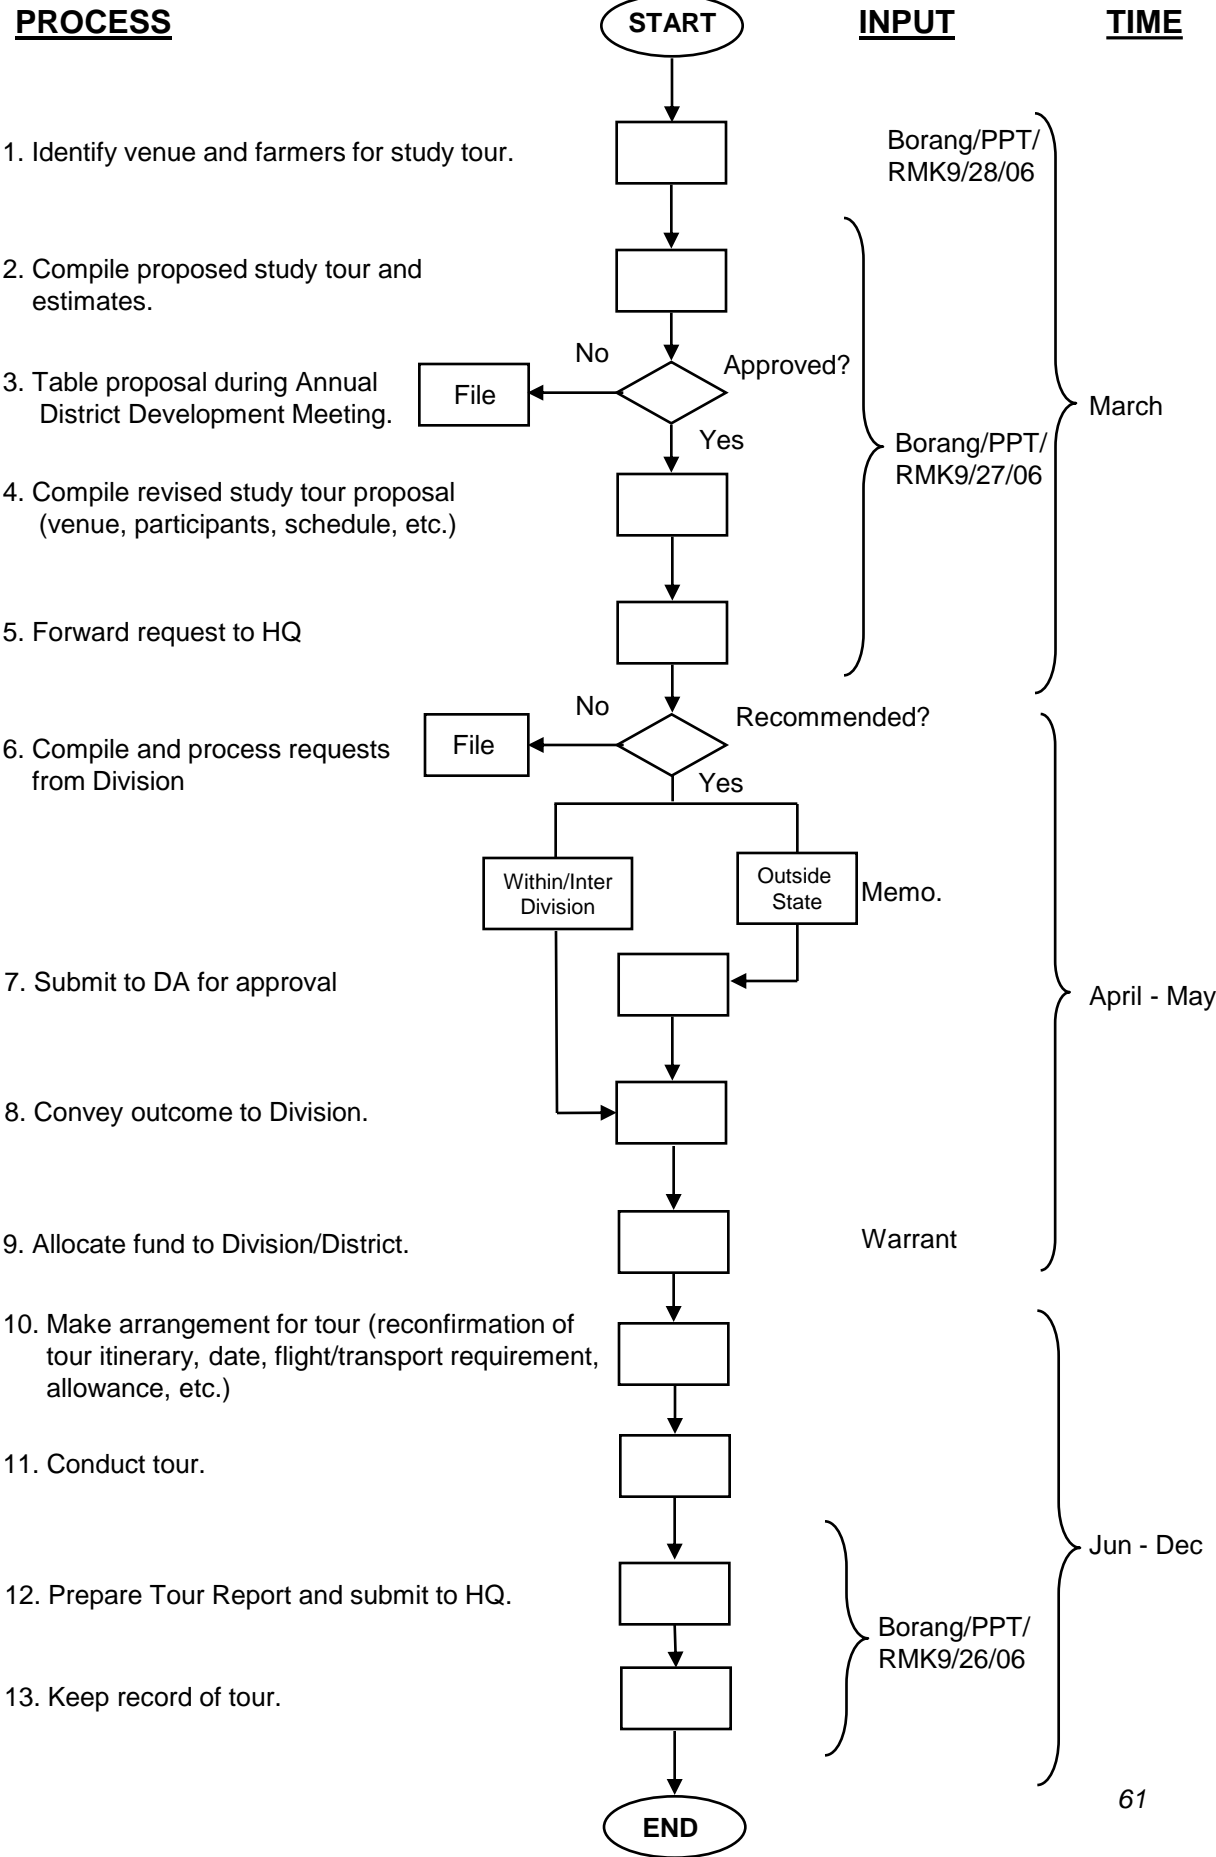 PROCESS
START
INPUT
TIME
1. Identify venue and farmers for study tour.
Borang/PPT/
RMK9/28/06
2. Compile proposed study tour and
estimates.
No
Approved?
3. Table proposal during Annual
District Development Meeting.
File
March
Yes
Borang/PPT/
RMK9/27/06
4. Compile revised study tour proposal
(venue, participants, schedule, etc.)
5. Forward request to HQ
No
Recommended?
6. Compile and process requests
from Division
File
Yes
Within/Inter
Division
Outside
State
Memo.
7. Submit to DA for approval
April - May
8. Convey outcome to Division.
9. Allocate fund to Division/District.
Warrant
10. Make arrangement for tour (reconfirmation of
tour itinerary, date, flight/transport requirement,
allowance, etc.)
11. Conduct tour.
Jun - Dec
12. Prepare Tour Report and submit to HQ.
Borang/PPT/
RMK9/26/06
13. Keep record of tour.
61
END